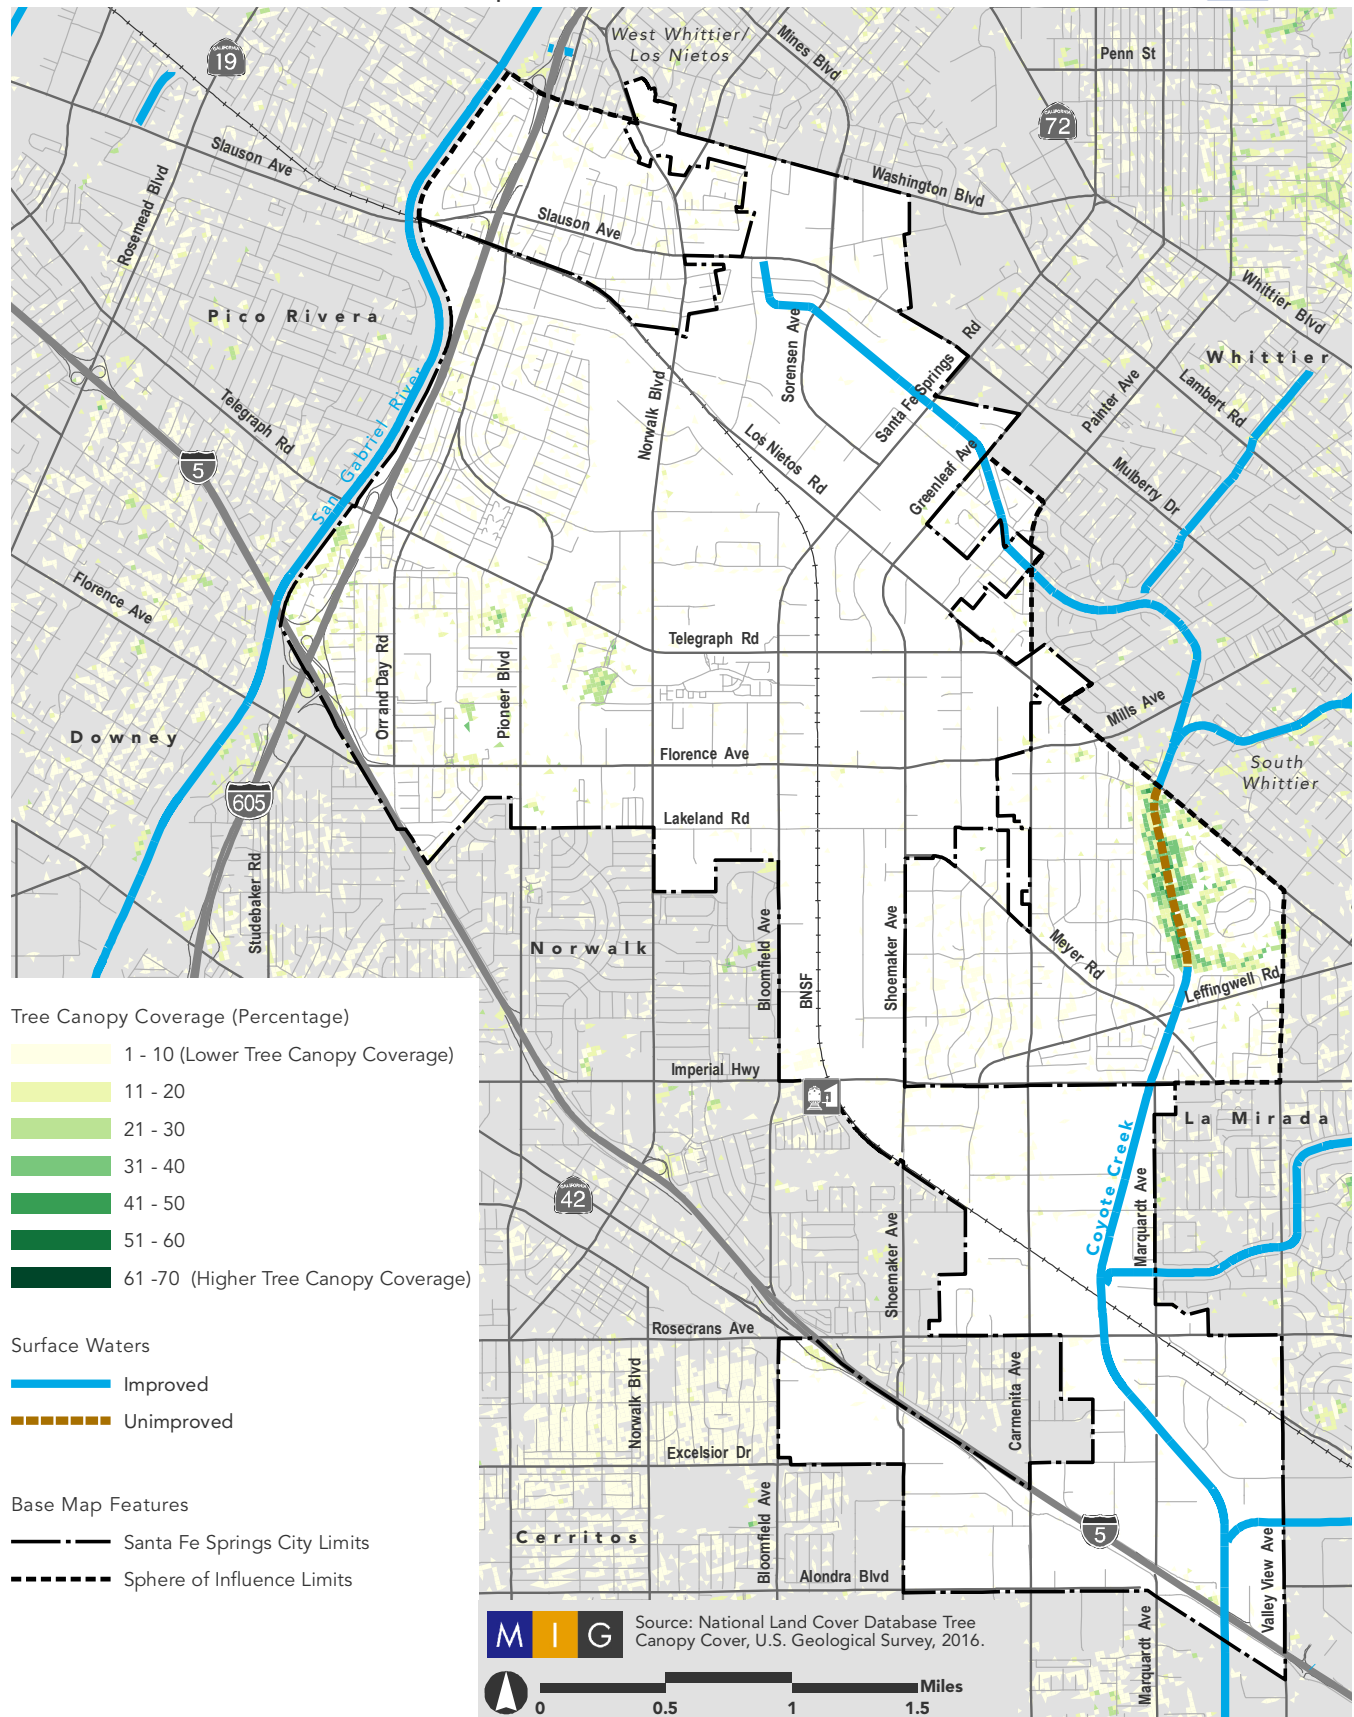 West Whittier/
Los Nietos
Mines Blvd
Penn St
CALIFORNIA
19
CALIFORNIA
72
Slauson Ave
Rosemead Blvd
Washington Blvd
Slauson Ave
Pico Rivera
Whittier Blvd
Whittier
Sorensen Ave
Santa Fe Springs Rd
Painter Ave
Lambert Rd
Telegraph Rd
San Gabriel River
Norwalk Blvd
Los Nietos Rd
Greenleaf Ave
Mulberry Dr
5
Florence Ave
Telegraph Rd
Orr and Day Rd
Pioneer Blvd
Mills Ave
Downey
Florence Ave
South
Whittier
605
Lakeland Rd
Studebaker Rd
Norwalk
Bloomfield Ave
BNSF
Shoemaker Ave
Meyer Rd
Leffingwell Rd
Imperial Hwy
La Mirada
Coyote Creek
Marquardt Ave
CALIFORNIA
42
Shoemaker Ave
Rosecrans Ave
Norwalk Blvd
Carmenita Ave
Excelsior Dr
Bloomfield Ave
Cerritos
5
Alondra Blvd
Valley View Ave
Marquardt Ave
Tree Canopy Coverage (Percentage)
1 - 10 (Lower Tree Canopy Coverage)
11 - 20
21 - 30
31 - 40
41 - 50
51 - 60
61 -70 (Higher Tree Canopy Coverage)
Surface Waters
Improved
Unimproved
Base Map Features
Santa Fe Springs City Limits
Sphere of Influence Limits
M I G
Source: National Land Cover Database Tree
Canopy Cover, U.S. Geological Survey, 2016.
Miles
0 0.5 1 1.5